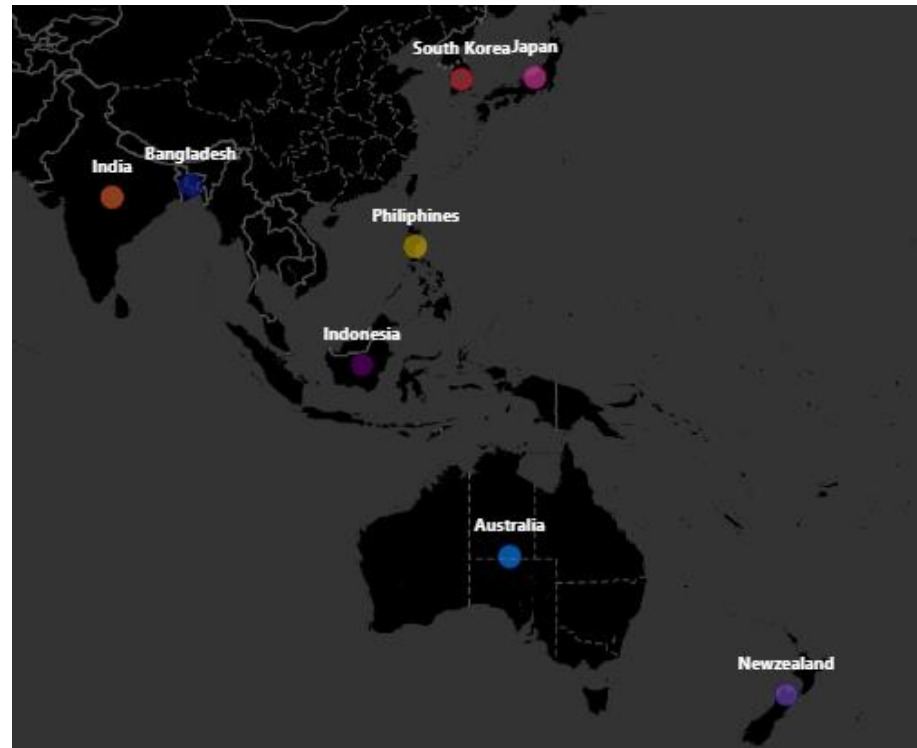 South Korea
Japan
Bangladesh
India
Philiphines
Indonesia
Australia
Newzealand